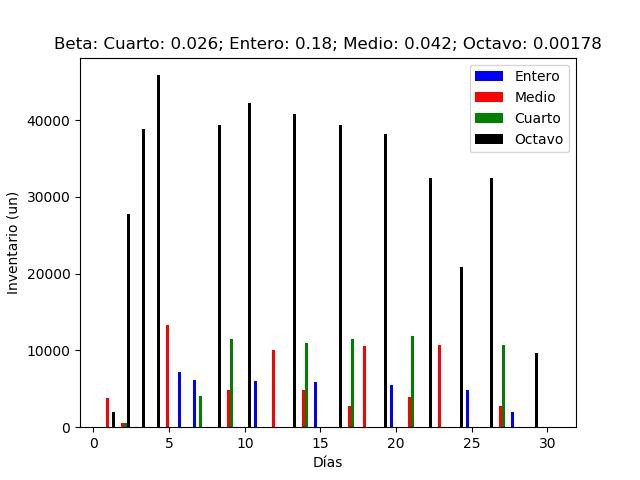 Beta: Cuarto: 0.026; Entero: 0.18; Medio: 0.042; Octavo: 0.00178
Entero
Medio
Cuarto
Octavo
Inventario (un)
40000
30000
20000
10000
0
0 5 10 15 20 25 30
Días